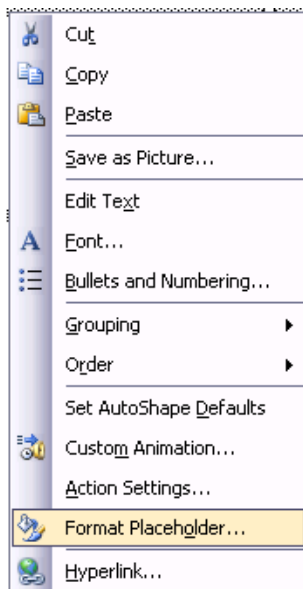 Cut
Copy
Paste
Save as Picture...
Edit Text
Font...
Bullets and Numbering...
Grouping
Order
Set AutoShape Defaults
Custom Animation...
Action Settings...
Format Placeholder...
Hyperlink...